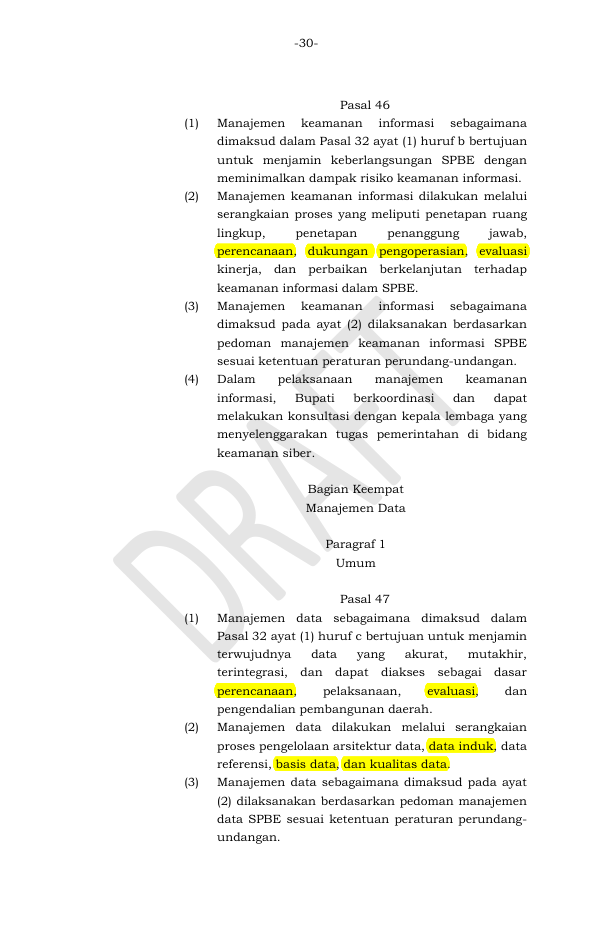 -30-
Pasal 46
(1) Manajemen keamanan informasi sebagaimana
dimaksud dalam Pasal 32 ayat (1) huruf b bertujuan
untuk menjamin keberlangsungan SPBE dengan
meminimalkan dampak risiko keamanan informasi.
(2) Manajemen keamanan informasi dilakukan melalui
serangkaian proses yang meliputi penetapan ruang
lingkup, penetapan penanggung jawab,
perencanaan, dukungan pengoperasian, evaluasi
kinerja, dan perbaikan berkelanjutan terhadap
keamanan informasi dalam SPBE.
(3) Manajemen keamanan informasi sebagaimana
dimaksud pada ayat (2) dilaksanakan berdasarkan
pedoman manajemen keamanan informasi SPBE
sesuai ketentuan peraturan perundang-undangan.
(4) Dalam pelaksanaan manajemen keamanan
informasi, Bupati berkoordinasi dan dapat
melakukan konsultasi dengan kepala lembaga yang
menyelenggarakan tugas pemerintahan di bidang
keamanan siber.
Bagian Keempat
Manajemen Data
Paragraf 1
Umum
Pasal 47
(1) Manajemen data sebagaimana dimaksud dalam
Pasal 32 ayat (1) huruf c bertujuan untuk menjamin
terwujudnya data yang akurat, mutakhir,
terintegrasi, dan dapat diakses sebagai dasar
perencanaan, pelaksanaan, evaluasi, dan
pengendalian pembangunan daerah.
(2) Manajemen data dilakukan melalui serangkaian
proses pengelolaan arsitektur data, data induk, data
referensi, basis data, dan kualitas data.
(3) Manajemen data sebagaimana dimaksud pada ayat
(2) dilaksanakan berdasarkan pedoman manajemen
data SPBE sesuai ketentuan peraturan perundang-
undangan.
DRAFT